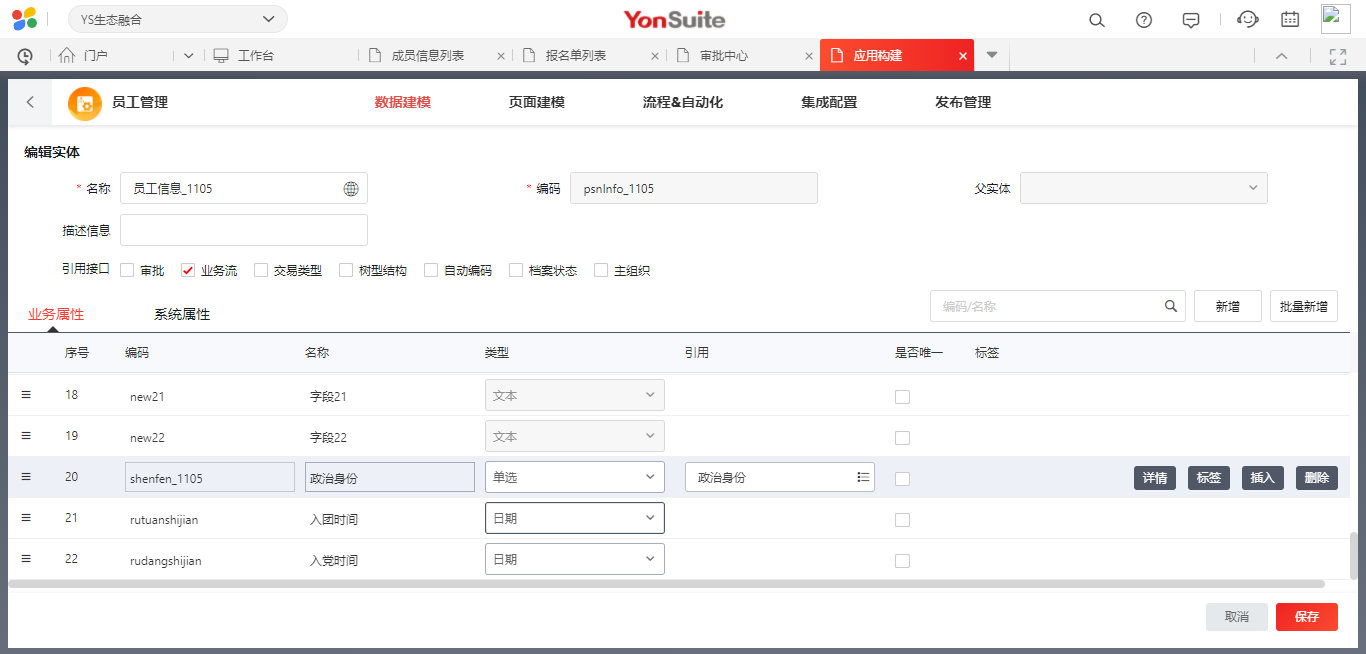 YS生态融合
YonSuite
门户
工作台
成员信息列表
报名单列表
审批中心
应用构建
员工管理
数据建模
页面建模
流程&自动化
集成配置
发布管理
编辑实体
* 名称 员工信息_1105
* 编码 psnInfo_1105
父实体
描述信息
引用接口 审批 业务流 交易类型 树型结构 自动编码 档案状态 主组织
业务属性 系统属性
编码/名称 新增 批量新增
序号 编码 名称 类型 引用 是否唯一 标签
18 new21 字段21 文本
19 new22 字段22 文本
20 shenfen_1105 政治身份 单选 政治身份 详情 标签 插入 删除
21 rutuanshijian 入团时间 日期
22 rudangshijian 入党时间 日期
取消 保存